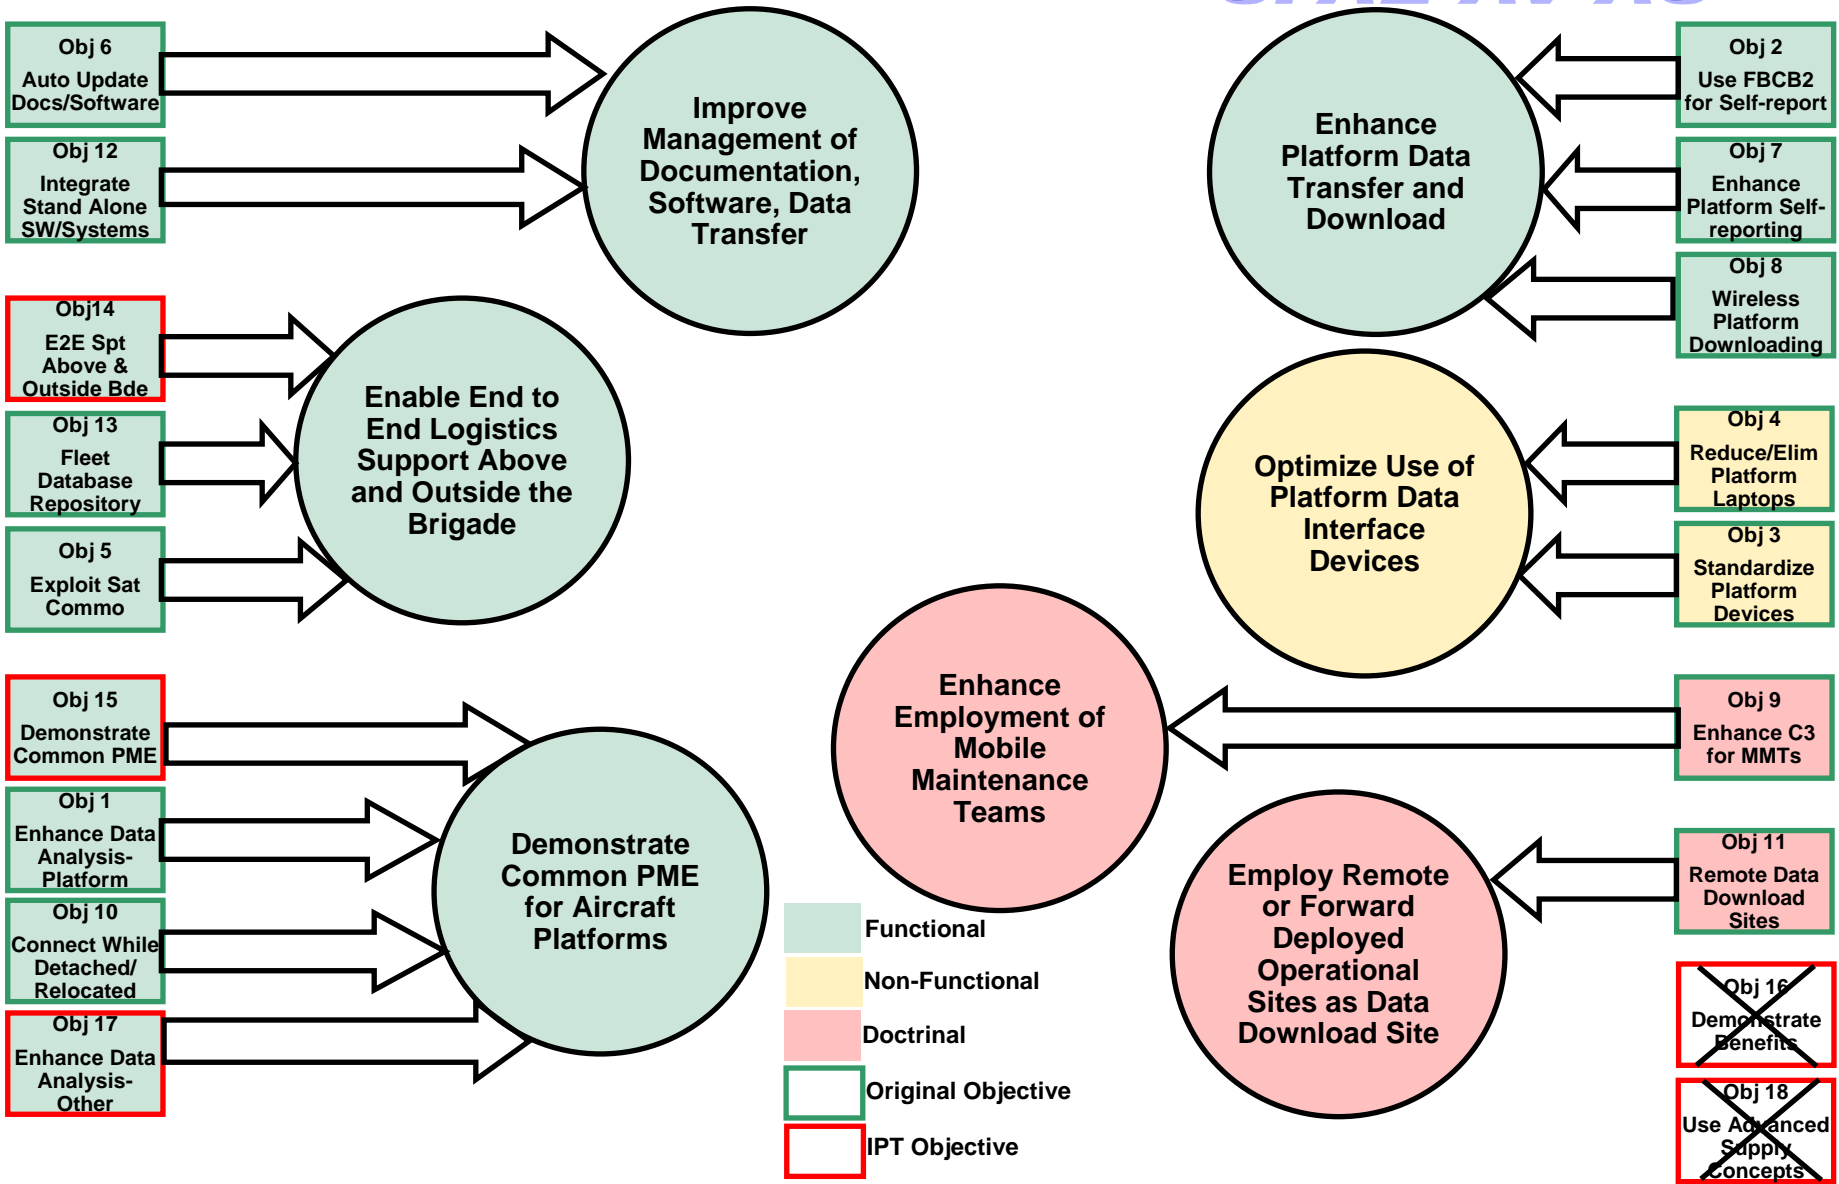 Obj 6
Auto Update
Docs/Software
Obj 12
Integrate
Stand Alone
SW/Systems
Improve
Management of
Documentation,
Software, Data
Transfer
Enhance
Platform Data
Transfer and
Download
Obj 2
Use FBCB2
for Self-report
Obj 7
Enhance
Platform Self-
reporting
Obj 8
Wireless
Platform
Downloading
Obj14
E2E Spt
Above &
Outside Bde
Obj 13
Fleet
Database
Repository
Obj 5
Exploit Sat
Commo
Enable End to
End Logistics
Support Above
and Outside the
Brigade
Optimize Use of
Platform Data
Interface
Devices
Obj 4
Reduce/Elim
Platform
Laptops
Obj 3
Standardize
Platform
Devices
Obj 15
Demonstrate
Common PME
Obj 1
Enhance Data
Analysis-
Platform
Obj 10
Connect While
Detached/
Relocated
Obj 17
Enhance Data
Analysis-
Other
Demonstrate
Common PME
for Aircraft
Platforms
Enhance
Employment of
Mobile
Maintenance
Teams
Obj 9
Enhance C3
for MMTs
Employ Remote
or Forward
Deployed
Operational
Sites as Data
Download Site
Obj 11
Remote Data
Download
Sites
Obj 16
Demonstrate
Benefits
Obj 18
Use Advanced
Supply
Concepts
Functional
Non-Functional
Doctrinal
Original Objective
IPT Objective